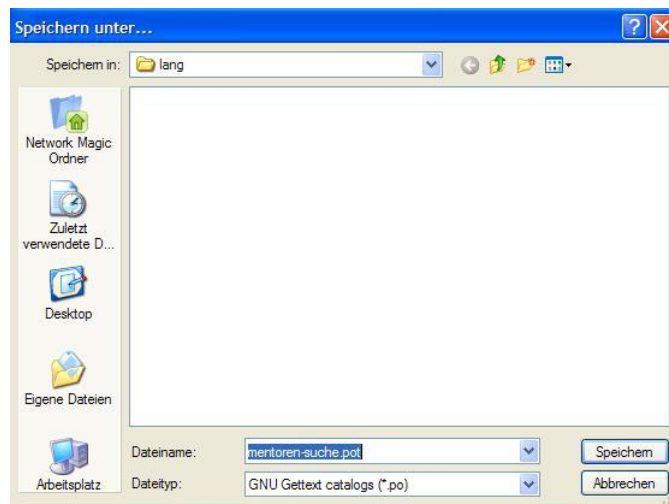 Speichern unter...
Speichern in:
lang
Network Magic
Ordner
Zuletzt
verwendete D...
Desktop
Eigene Dateien
Arbeitsplatz
Dateiname:
mentoren-suche.pot
Speichern
Dateityp:
GNU Gettext catalogs (*.po)
Abbrechen